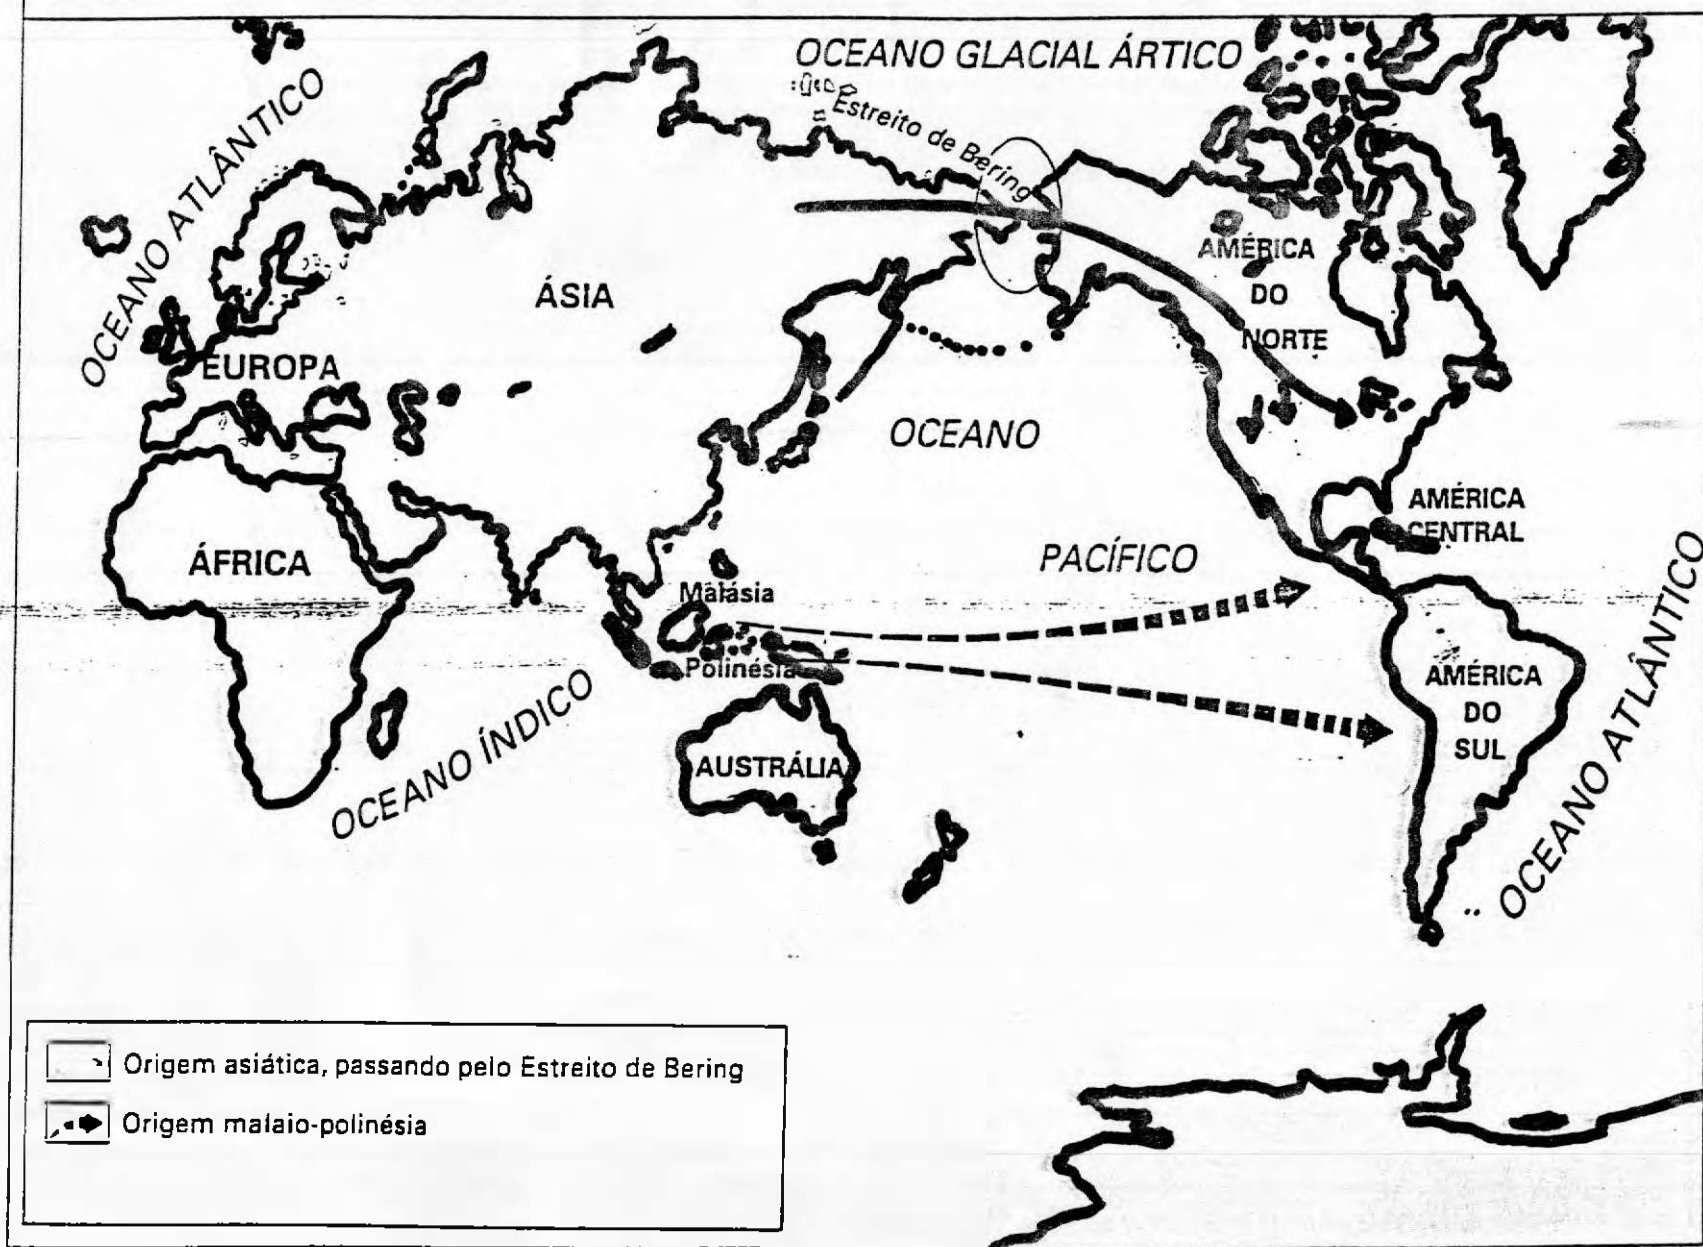 OCEANO GLACIAL ÁRTICO
Estreito de Bering
OCEANO ATLÂNTICO
AMÉRICA
DO
NORTE
ÁSIA
EUROPA
OCEANO
PACÍFICO
AMÉRICA
CENTRAL
ÁFRICA
Malásia
Polinésia
AMÉRICA
DO
SUL
OCEANO ÍNDICO
AUSTRÁLIA
OCEANO ATLÂNTICO
Origem asiática, passando pelo Estreito de Bering
Origem malaio-polinésia